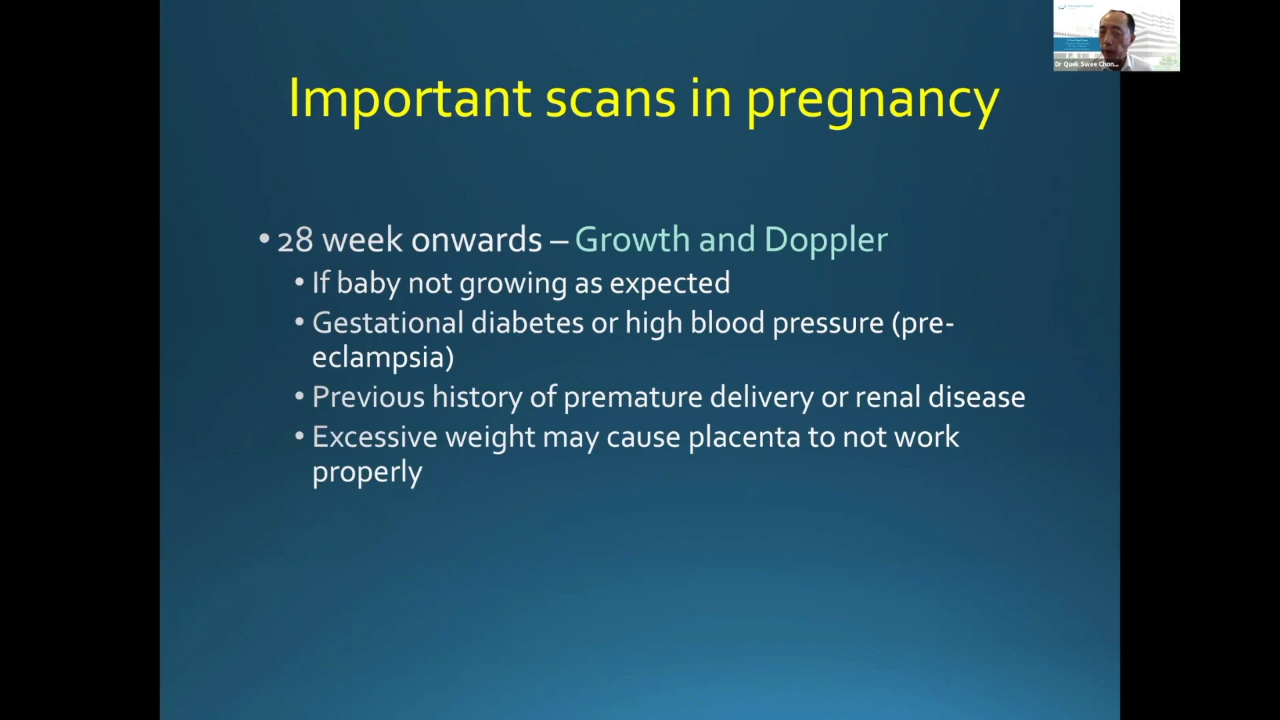 Important scans in pregnancy
• 28 week onwards – Growth and Doppler
• If baby not growing as expected
• Gestational diabetes or high blood pressure (pre-
eclampsia)
• Previous history of premature delivery or renal disease
• Excessive weight may cause placenta to not work
properly
Dr Quek Swee Chon...